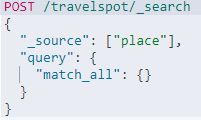 POST /travelspot/_search
{
  "_source": ["place"],
  "query": {
    "match_all": {}
  }
}